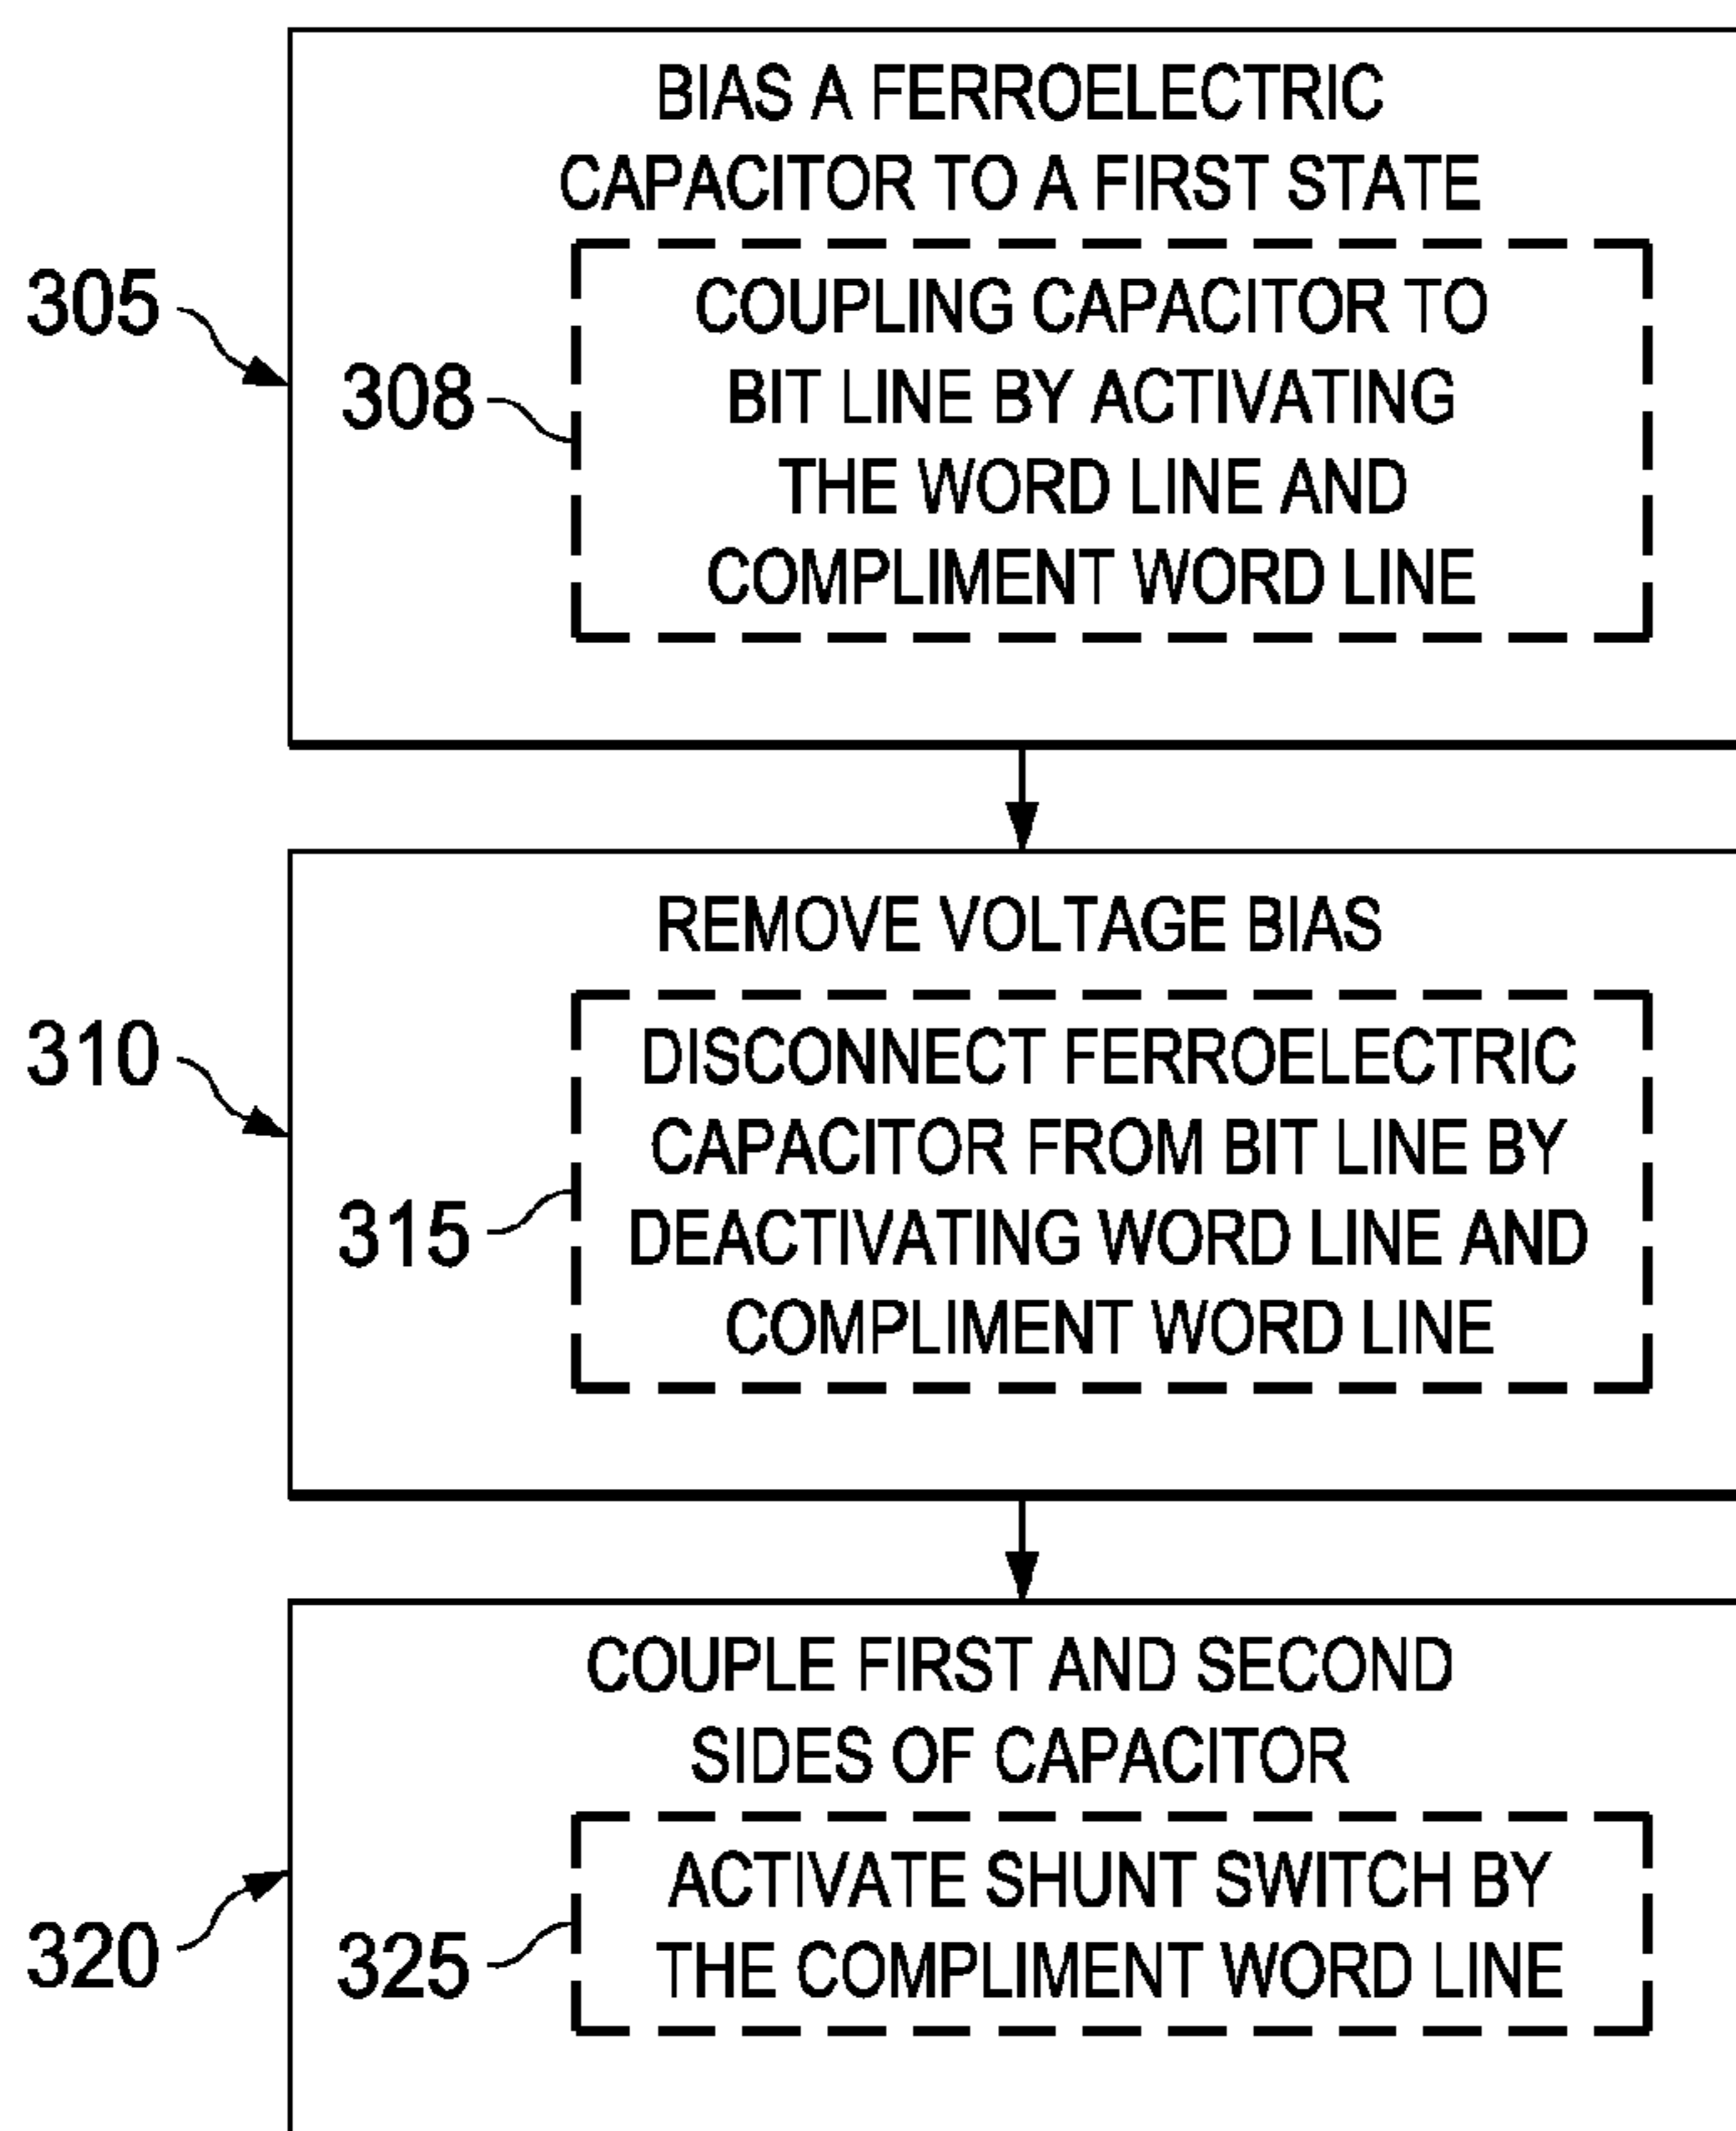 BIAS A FERROELECTRIC
CAPACITOR TO A FIRST STATE
305
308
COUPLING CAPACITOR TO
BIT LINE BY ACTIVATING
THE WORD LINE AND
COMPLIMENT WORD LINE
REMOVE VOLTAGE BIAS
310
315
DISCONNECT FERROELECTRIC
CAPACITOR FROM BIT LINE BY
DEACTIVATING WORD LINE AND
COMPLIMENT WORD LINE
COUPLE FIRST AND SECOND
SIDES OF CAPACITOR
320
325
ACTIVATE SHUNT SWITCH BY
THE COMPLIMENT WORD LINE